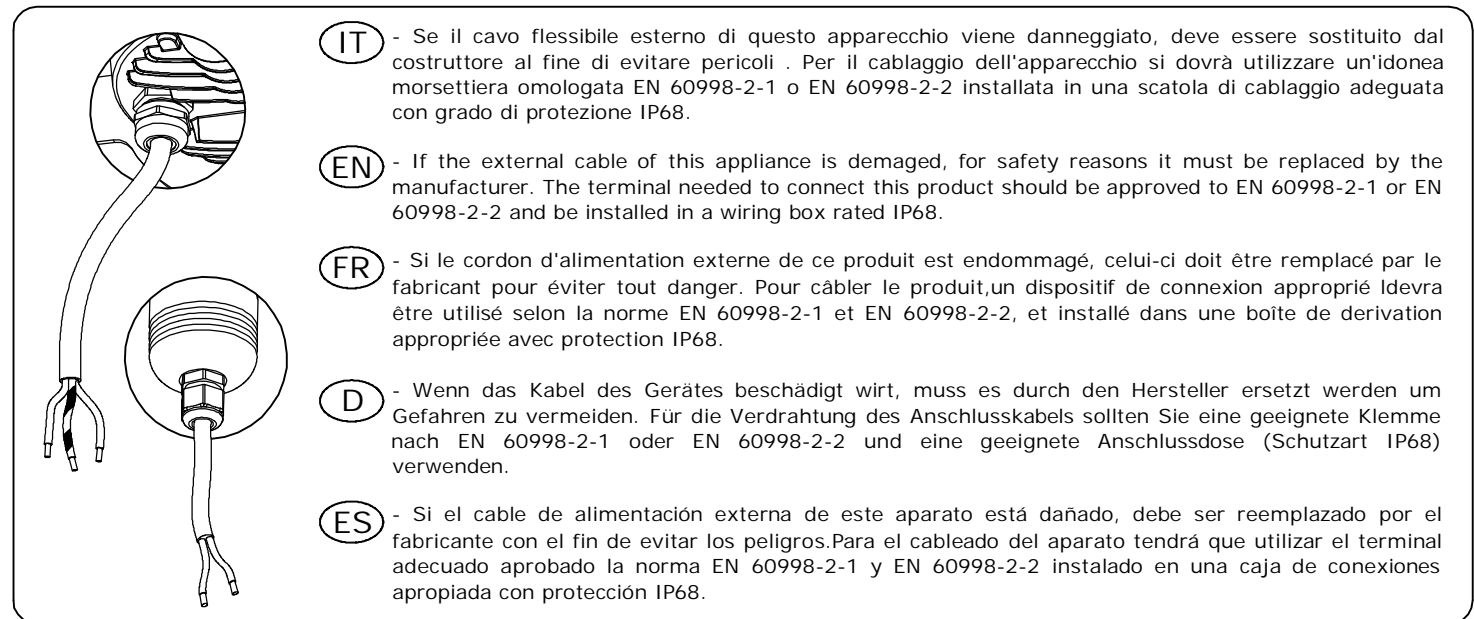 IT - Se il cavo flessibile esterno di questo apparecchio viene danneggiato, deve essere sostituito dal
costruttore al fine di evitare pericoli . Per il cablaggio dell'apparecchio si dovrà utilizzare un'idonea
morsettiera omologata EN 60998-2-1 o EN 60998-2-2 installata in una scatola di cablaggio adeguata
con grado di protezione IP68.
EN - If the external cable of this appliance is demaged, for safety reasons it must be replaced by the
manufacturer. The terminal needed to connect this product should be approved to EN 60998-2-1 or EN
60998-2-2 and be installed in a wiring box rated IP68.
FR - Si le cordon d'alimentation externe de ce produit est endommagé, celui-ci doit être remplacé par le
fabricant pour éviter tout danger. Pour câbler le produit,un dispositif de connexion approprié ldevra
être utilisé selon la norme EN 60998-2-1 et EN 60998-2-2, et installé dans une boîte de derivation
appropriée avec protection IP68.
D - Wenn das Kabel des Gerätes beschädigt wirt, muss es durch den Hersteller ersetzt werden um
Gefahren zu vermeiden. Für die Verdrahtung des Anschlusskabels sollten Sie eine geeignete Klemme
nach EN 60998-2-1 oder EN 60998-2-2 und eine geeignete Anschlussdose (Schutzart IP68)
verwenden.
ES - Si el cable de alimentación externa de este aparato está dañado, debe ser reemplazado por el
fabricante con el fin de evitar los peligros.Para el cableado del aparato tendrá que utilizar el terminal
adecuado aprobado la norma EN 60998-2-1 y EN 60998-2-2 instalado en una caja de conexiones
apropiada con protección IP68.